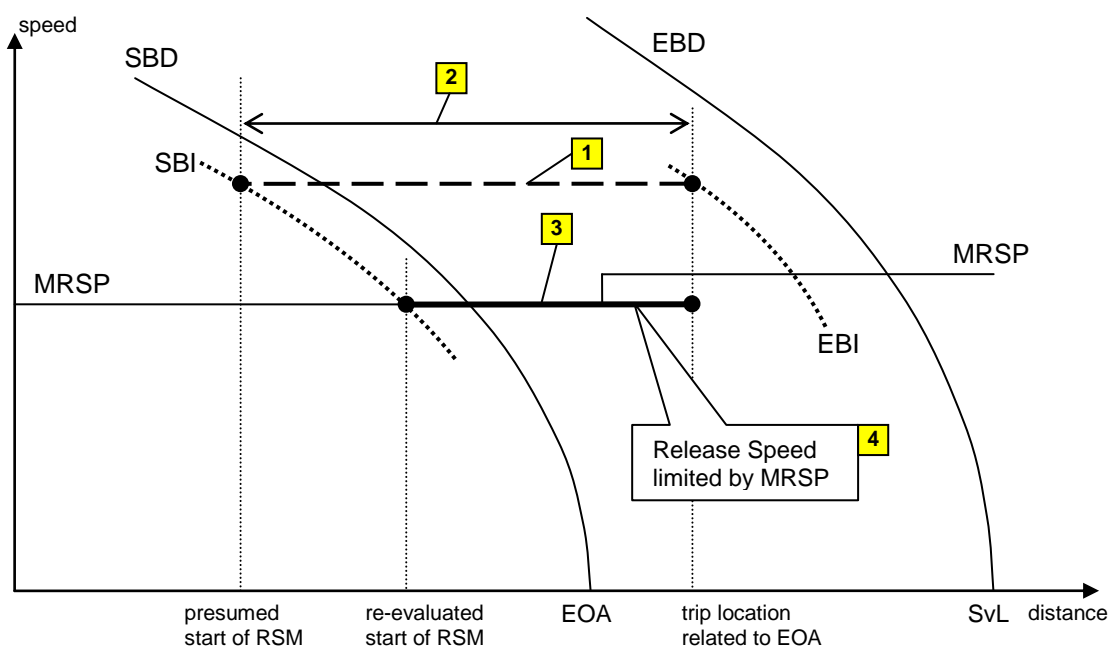 speed
SBD
EBD
2
SBI
1
3
MRSP
MRSP
EBI
4
Release Speed
limited by MRSP
presumed
start of RSM
re-evaluated
start of RSM
EOA
trip location
related to EOA
SvL
distance